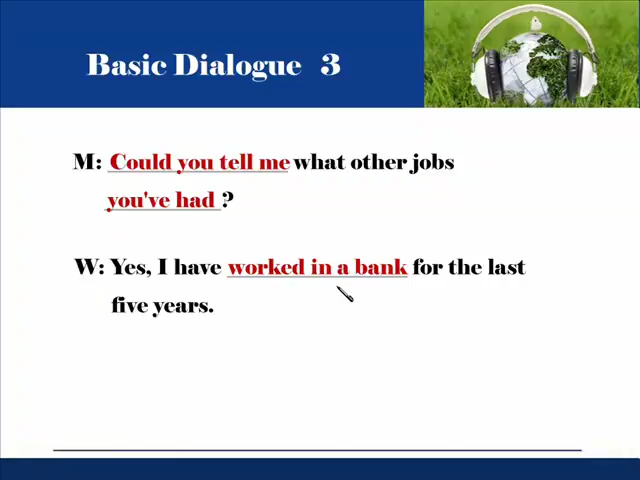 Basic Dialogue 3
M: Could you tell me what other jobs
you've had ?
W: Yes, I have worked in a bank for the last
five years.